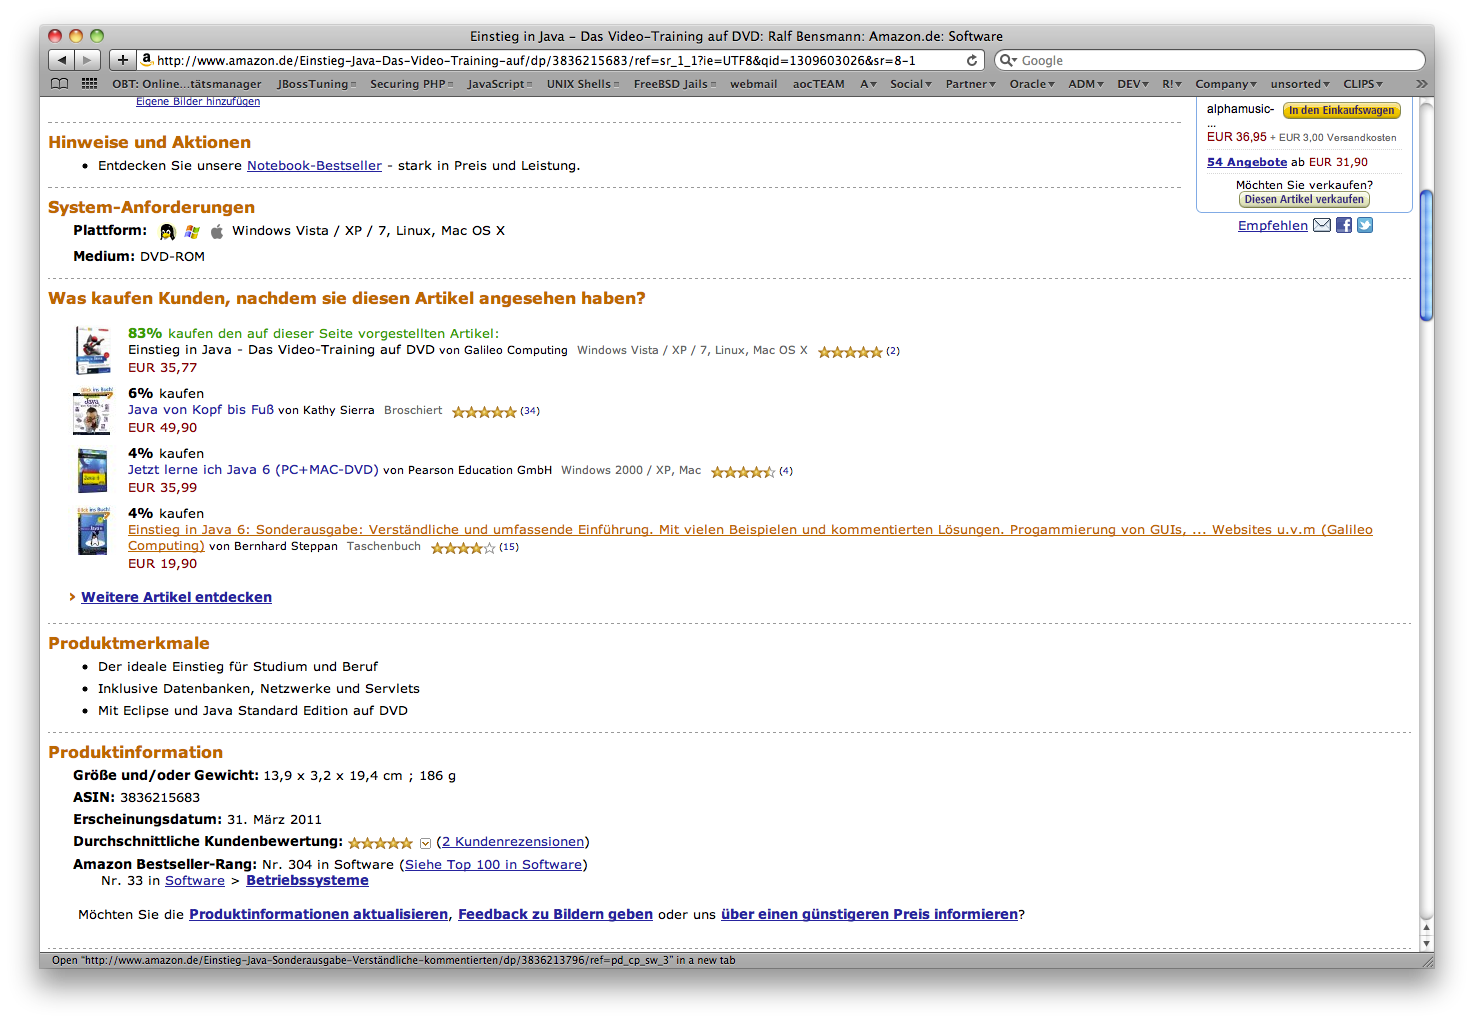 Einstieg in Java – Das Video-Training auf DVD: Ralf Bensmann: Amazon.de: Software
http://www.amazon.de/Einstieg-Java-Das-Video-Training-auf/dp/3836215683/ref=sr_1_1?ie=UTF8&qid=1309603026&sr=8-1
Google
OBT: Online...tätsmanager JBossTuning Securing PHP JavaScript UNIX Shells FreeBSD Jails webmail aocTEAM A Social Partner Oracle ADM DEV R! Company unsorted CLIPS
Eigene Bilder hinzufügen
alphamusic-
...
In den Einkaufswagen
EUR 36,95 + EUR 3,00 Versandkosten
54 Angebote ab EUR 31,90
Möchten Sie verkaufen?
Diesen Artikel verkaufen
Empfehlen
Hinweise und Aktionen
Entdecken Sie unsere Notebook-Bestseller - stark in Preis und Leistung.
System-Anforderungen
Plattform: Windows Vista / XP / 7, Linux, Mac OS X
Medium: DVD-ROM
Was kaufen Kunden, nachdem sie diesen Artikel angesehen haben?
83% kaufen den auf dieser Seite vorgestellten Artikel:
Einstieg in Java - Das Video-Training auf DVD von Galileo Computing Windows Vista / XP / 7, Linux, Mac OS X (2)
EUR 35,77
6% kaufen
Java von Kopf bis Fuß von Kathy Sierra Broschiert (34)
EUR 49,90
4% kaufen
Jetzt lerne ich Java 6 (PC+MAC-DVD) von Pearson Education GmbH Windows 2000 / XP, Mac (4)
EUR 35,99
4% kaufen
Einstieg in Java 6: Sonderausgabe: Verständliche und umfassende Einführung. Mit vielen Beispielen und kommentierten Lösungen. Progammierung von GUIs, ... Websites u.v.m (Galileo
Computing) von Bernhard Steppan Taschenbuch (15)
EUR 19,90
› Weitere Artikel entdecken
Produktmerkmale
Der ideale Einstieg für Studium und Beruf
Inklusive Datenbanken, Netzwerke und Servlets
Mit Eclipse und Java Standard Edition auf DVD
Produktinformation
Größe und/oder Gewicht: 13,9 x 3,2 x 19,4 cm ; 186 g
ASIN: 3836215683
Erscheinungsdatum: 31. März 2011
Durchschnittliche Kundenbewertung: (2 Kundenrezensionen)
Amazon Bestseller-Rang: Nr. 304 in Software (Siehe Top 100 in Software)
Nr. 33 in Software > Betriebssysteme
Möchten Sie die Produktinformationen aktualisieren, Feedback zu Bildern geben oder uns über einen günstigeren Preis informieren?
Open "http://www.amazon.de/Einstieg-Java-Sonderausgabe-Verständliche-kommentierten/dp/3836213796/ref=pd_cp_sw_3" in a new tab